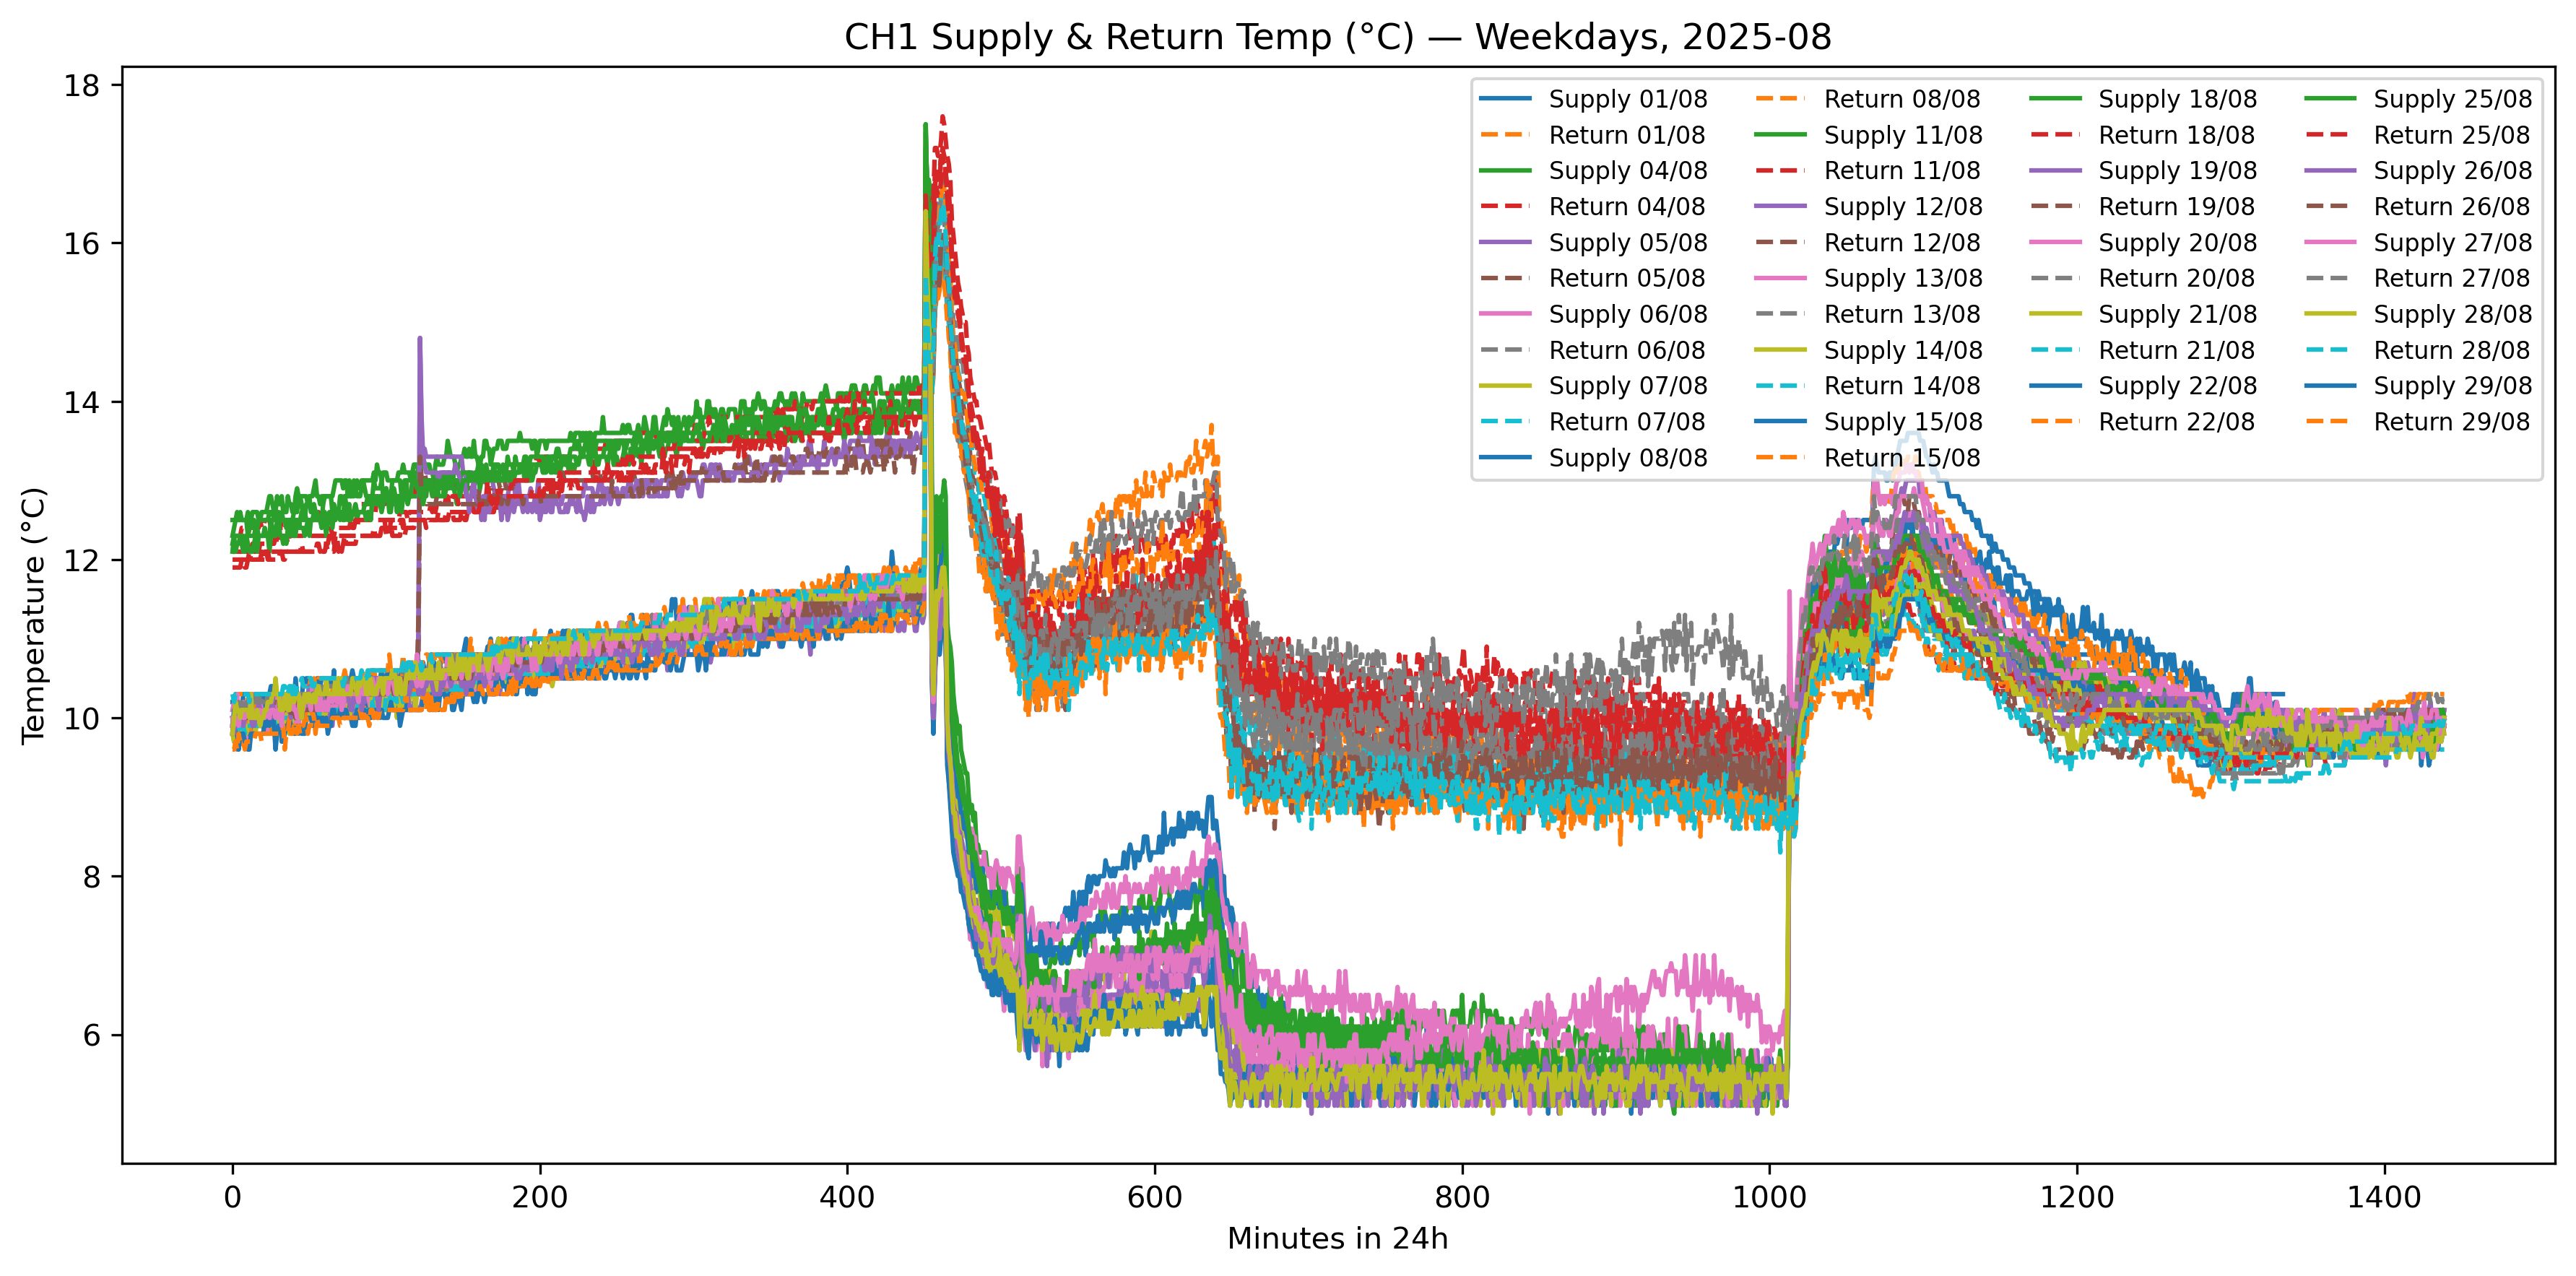 CH1 Supply & Return Temp (°C) — Weekdays, 2025-08
Temperature (°C)
18
16
14
12
10
8
6
0
200
400
600
800
1000
1200
1400
Minutes in 24h
Supply 01/08
Return 01/08
Supply 04/08
Return 04/08
Supply 05/08
Return 05/08
Supply 06/08
Return 06/08
Supply 07/08
Return 07/08
Supply 08/08
Return 08/08
Supply 11/08
Return 11/08
Supply 12/08
Return 12/08
Supply 13/08
Return 13/08
Supply 14/08
Return 14/08
Supply 15/08
Return 15/08
Supply 18/08
Return 18/08
Supply 19/08
Return 19/08
Supply 20/08
Return 20/08
Supply 21/08
Return 21/08
Supply 22/08
Return 22/08
Supply 25/08
Return 25/08
Supply 26/08
Return 26/08
Supply 27/08
Return 27/08
Supply 28/08
Return 28/08
Supply 29/08
Return 29/08